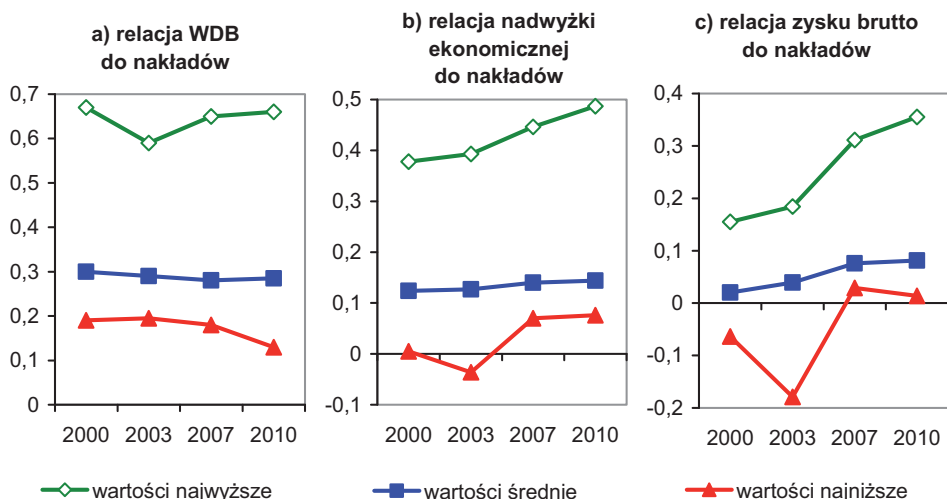 a) relacja WDB
do nakładów
0,7
0,6
0,5
0,4
0,3
0,2
0,1
0
2000 2003 2007 2010
b) relacja nadwyżki
ekonomicznej
do nakładów
0,5
0,4
0,3
0,2
0,1
0
-0,1
2000 2003 2007 2010
c) relacja zysku brutto
do nakładów
0,4
0,3
0,2
0,1
0
-0,1
-0,2
2000 2003 2007 2010
wartości najwyższe wartości średnie wartości najniższe